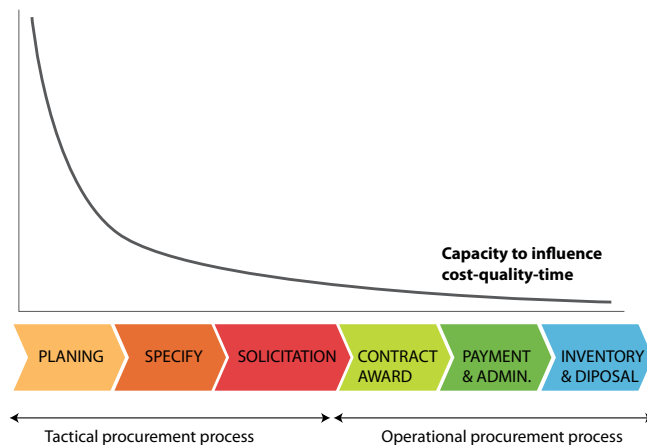 Capacity to influence
cost-quality-time
PLANING
SPECIFY
SOLICITATION
CONTRACT
AWARD
PAYMENT
& ADMIN.
INVENTORY
& DIPOSAL
Tactical procurement process
Operational procurement process